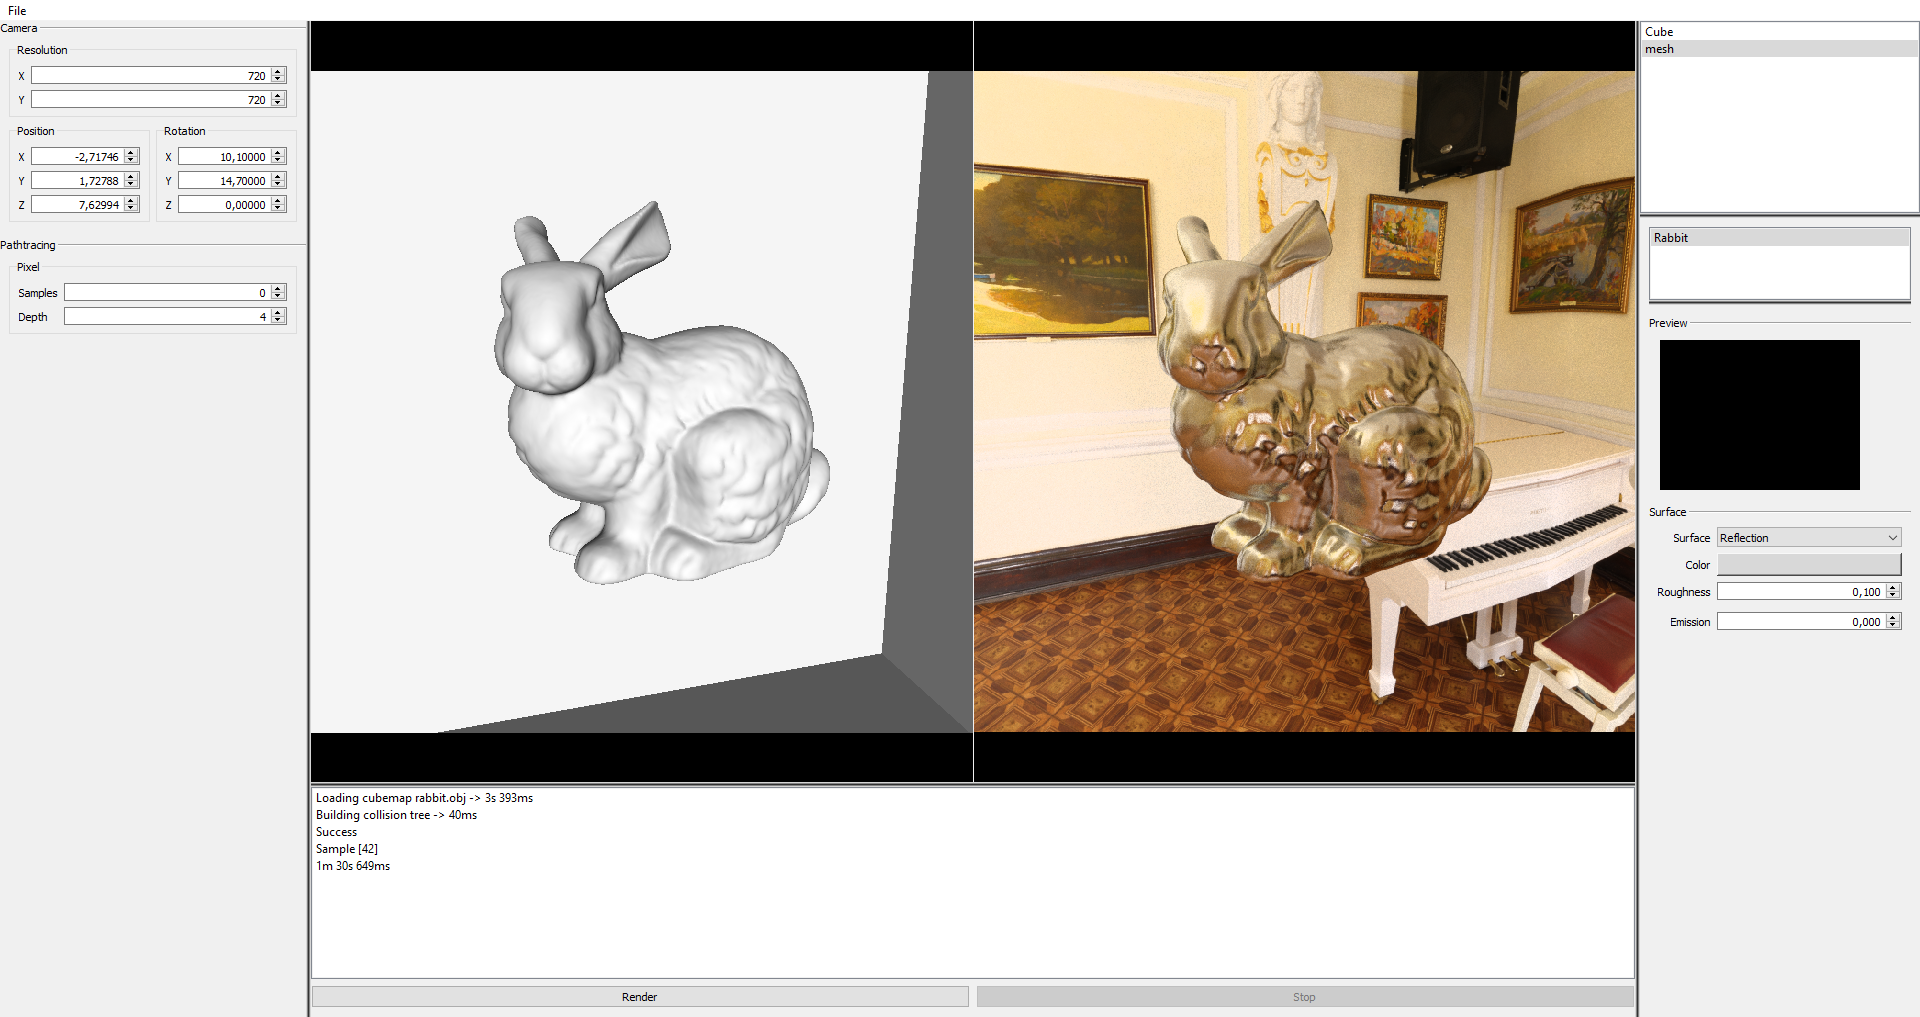 File
Camera
Resolution
X 720
Y 720
Position
X -2,71746
Y 1,72788
Z 7,62994
Rotation
X 10,10000
Y 14,70000
Z 0,00000
Pathtracing
Pixel
Samples 0
Depth 4
Loading cubemap rabbit.obj -> 3s 393ms
Building collision tree -> 40ms
Success
Sample [42]
1m 30s 649ms
Render
Stop
Cube
mesh
Rabbit
Preview
Surface
Surface Reflection
Color
Roughness 0,100
Emission 0,000